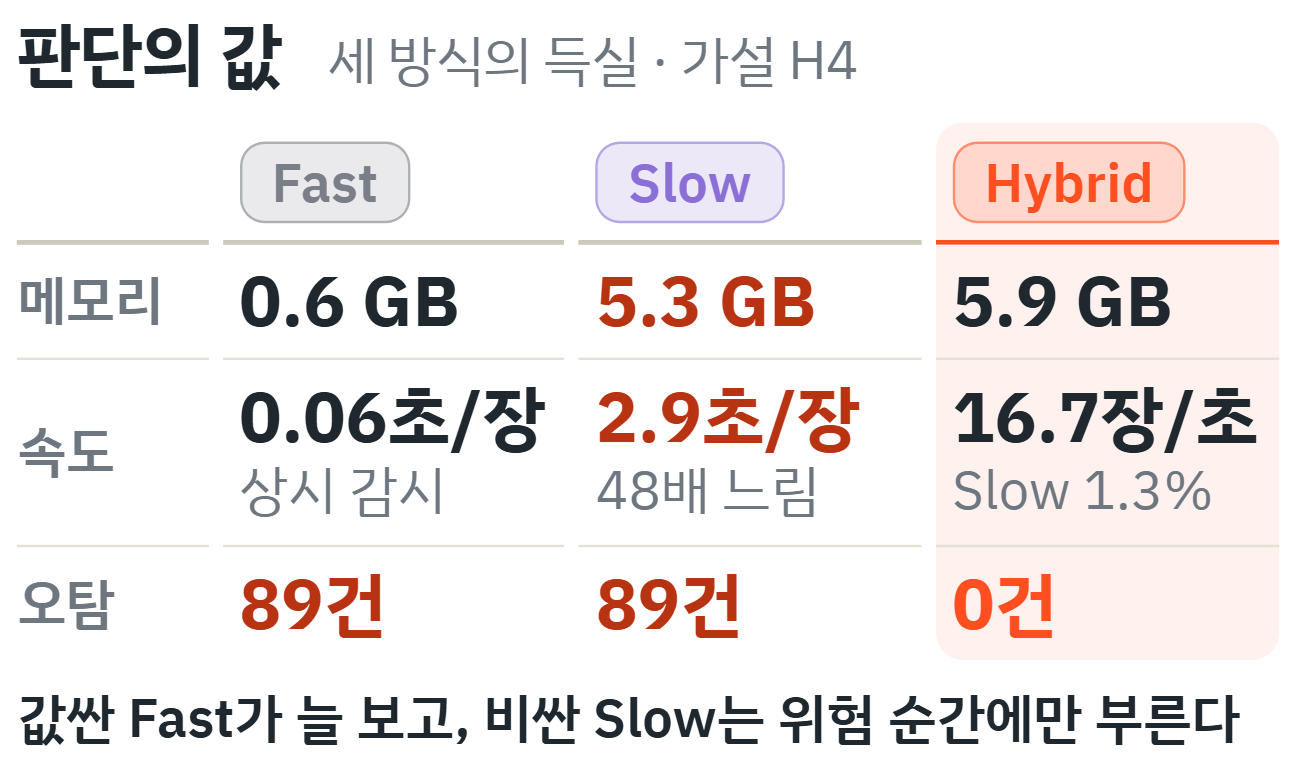 판단의 값 세 방식의 득실 · 가설 H4
Fast Slow Hybrid
메모리 0.6 GB 5.3 GB 5.9 GB
속도 0.06초/장 2.9초/장 16.7장/초
상시 감시 48배 느림 Slow 1.3%
오탐 89건 89건 0건
값싼 Fast가 늘 보고, 비싼 Slow는 위험 순간에만 부른다